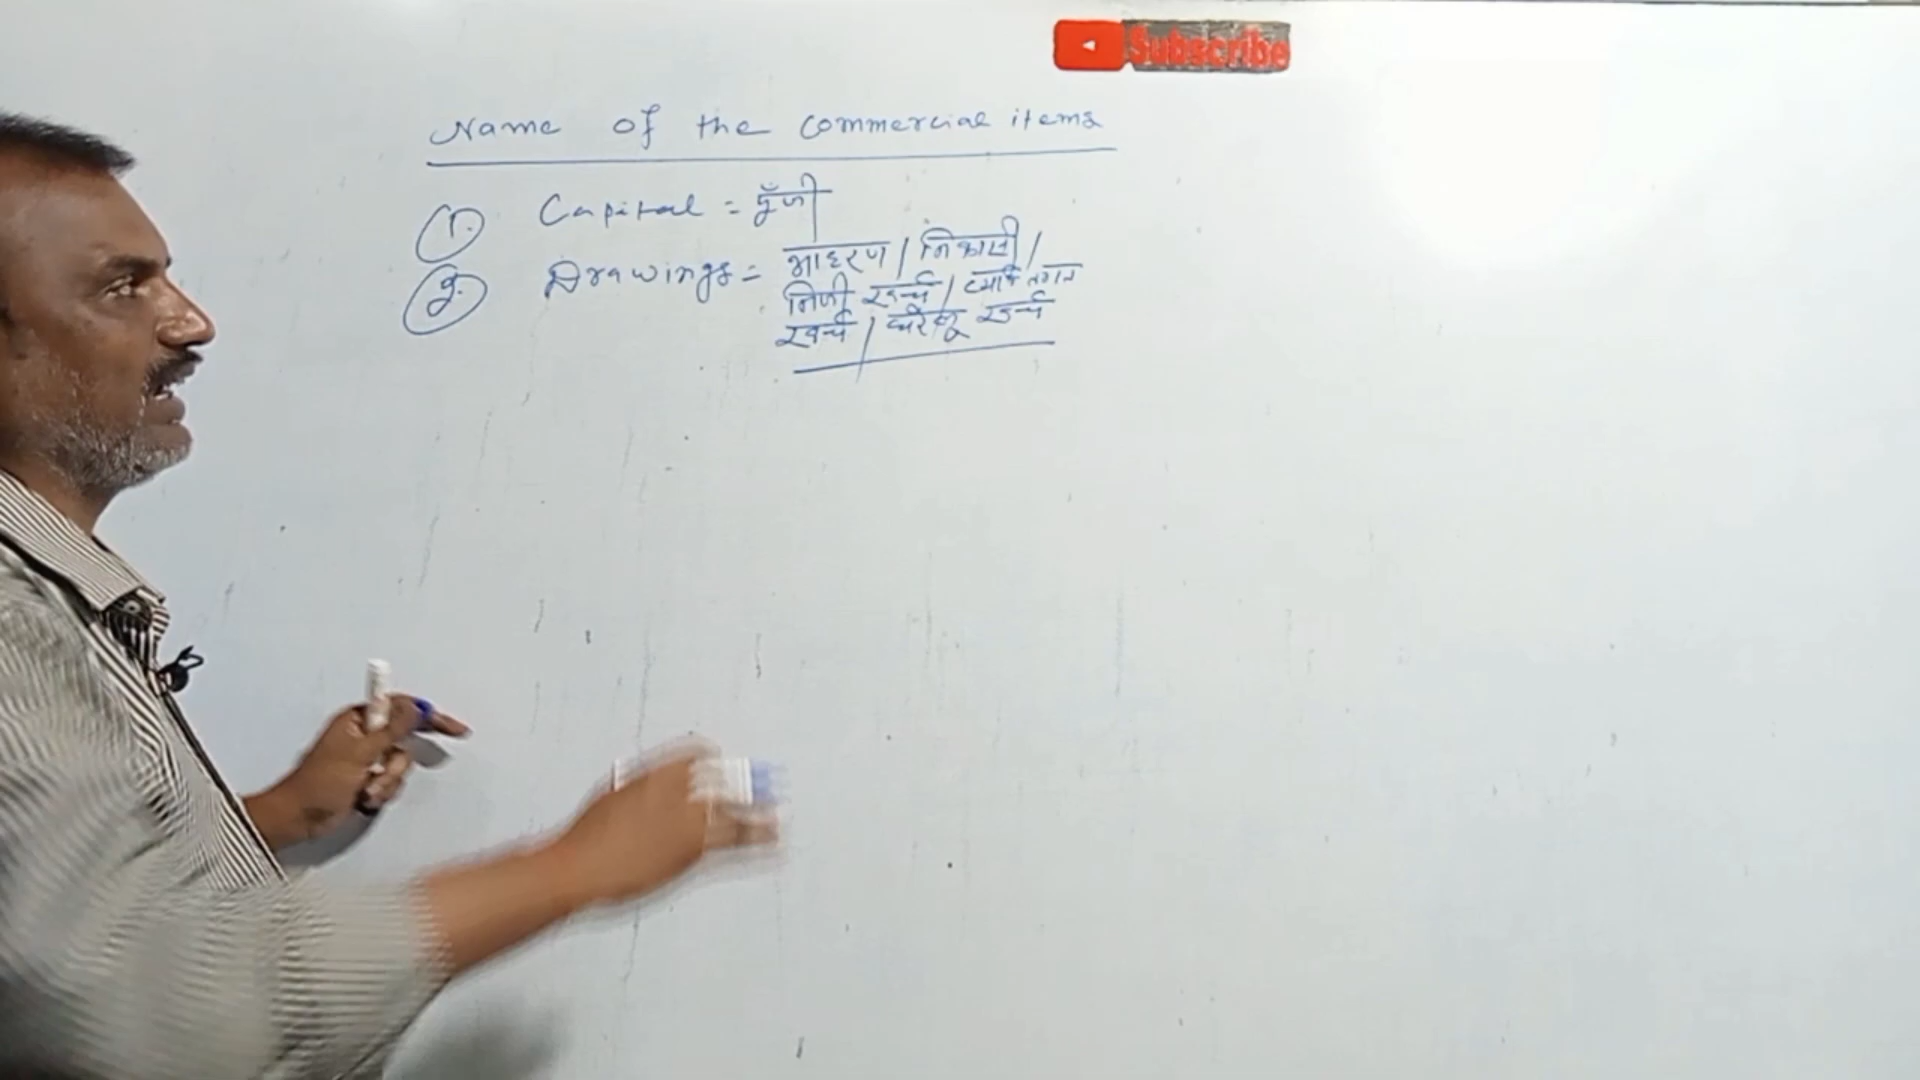 Subscribe
Name of the commercial items
1. Capital = पूँजी
2. Drawings = आहरण / निकासी /
निजी खर्च / व्यक्तिगत
खर्च / घरेलू खर्च